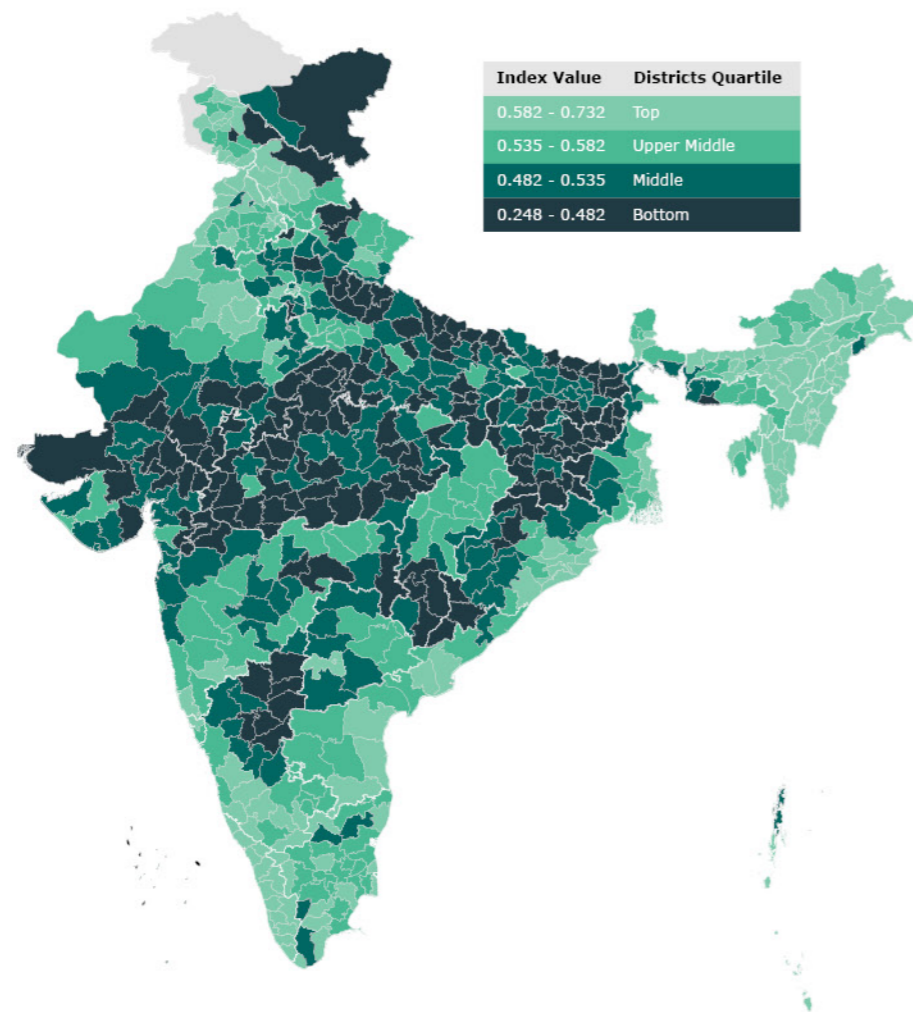 Index Value Districts Quartile
0.582 - 0.732 Top
0.535 - 0.582 Upper Middle
0.482 - 0.535 Middle
0.248 - 0.482 Bottom